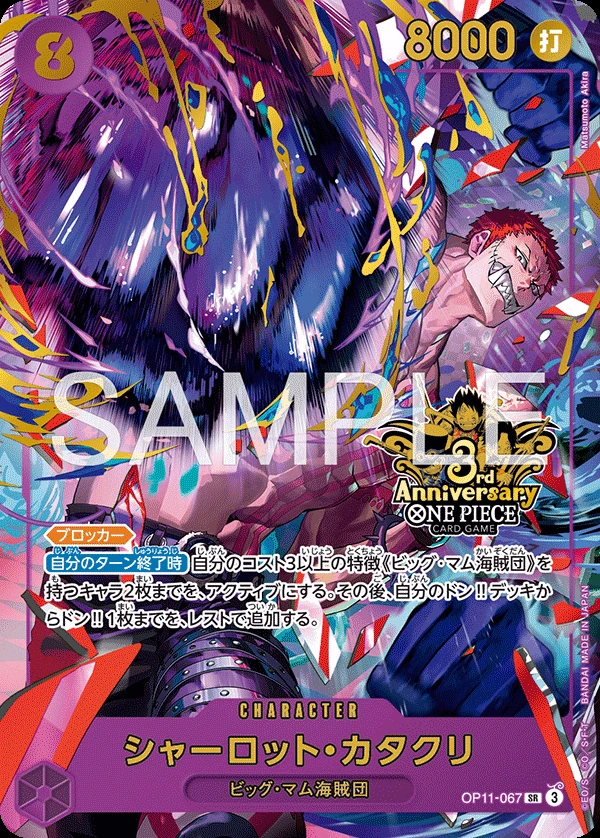 8
8000
打
Matsumoto Akira
SAMPLE
3rd
Anniversary
ONE PIECE
CARD GAME
ブロッカー
自分のターン終了時 自分のコスト3以上の特徴《ビッグ・マム海賊団》を
持つキャラ2枚までを、アクティブにする。その後、自分のドン!!デッキか
らドン!!1枚までを、レストで追加する。
CHARACTER
シャーロット・カタクリ
ビッグ・マム海賊団
OP11-067 SR 3
©E.O/S., C.O/S.F.T BANDAI MADE IN JAPAN